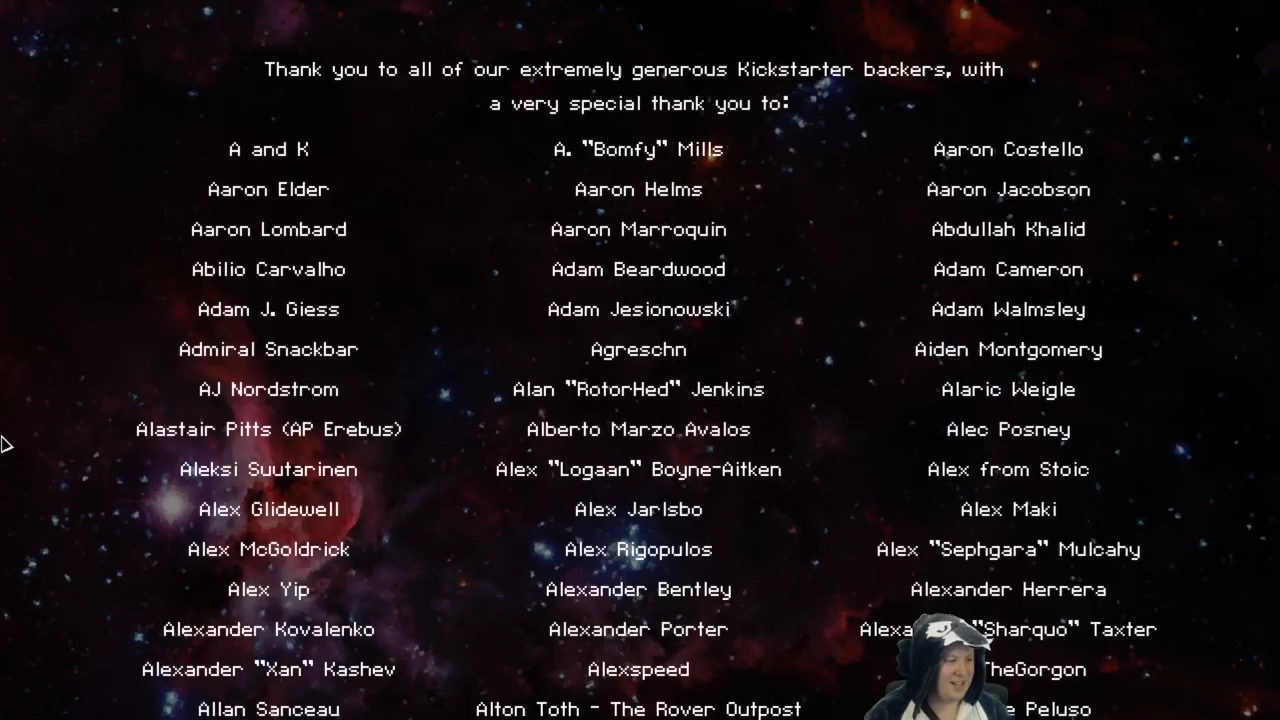 Thank you to all of our extremely generous Kickstarter backers, with
a very special thank you to:
A and K A. "Bomfy" Mills Aaron Costello
Aaron Elder Aaron Helms Aaron Jacobson
Aaron Lombard Aaron Marroquin Abdullah Khalid
Abilio Carvalho Adam Beardwood Adam Cameron
Adam J. Giess Adam Jesionowski Adam Walmsley
Admiral Snackbar Agreschn Aiden Montgomery
AJ Nordstrom Alan "RotorHed" Jenkins Alaric Weigle
Alastair Pitts (AP Erebus) Alberto Marzo Avalos Alec Posney
Aleksi Suutarinen Alex "Logaan" Boyne-Aitken Alex from Stoic
Alex Glidewell Alex Jarlsbo Alex Maki
Alex McGoldrick Alex Rigopulos Alex "Sephgara" Mulcahy
Alex Yip Alexander Bentley Alexander Herrera
Alexander Kovalenko Alexander Porter "Sharquo" Taxter
Alexander "Xan" Kashev Alexspeed TheGorgon
Allan Sanceau Alton Toth - The Rover Outpost Peluso